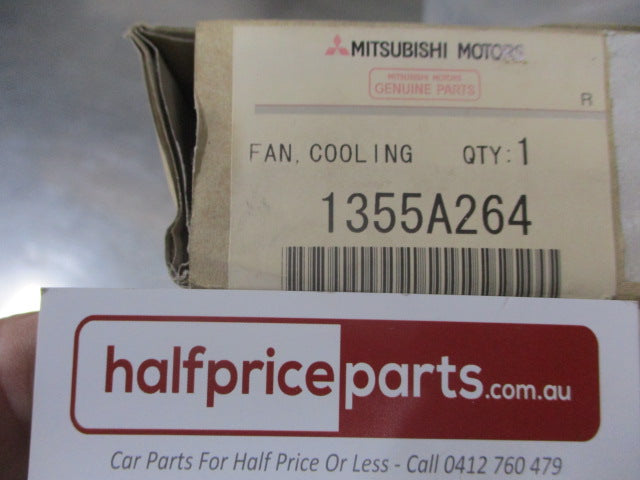 MITSUBISHI MOTORS
MITSUBISHI MOTORS
GENUINE PARTS
R
FAN, COOLING QTY: 1
1355A264
halfpriceparts.com.au
Car Parts For Half Price Or Less - Call 0412 760 479